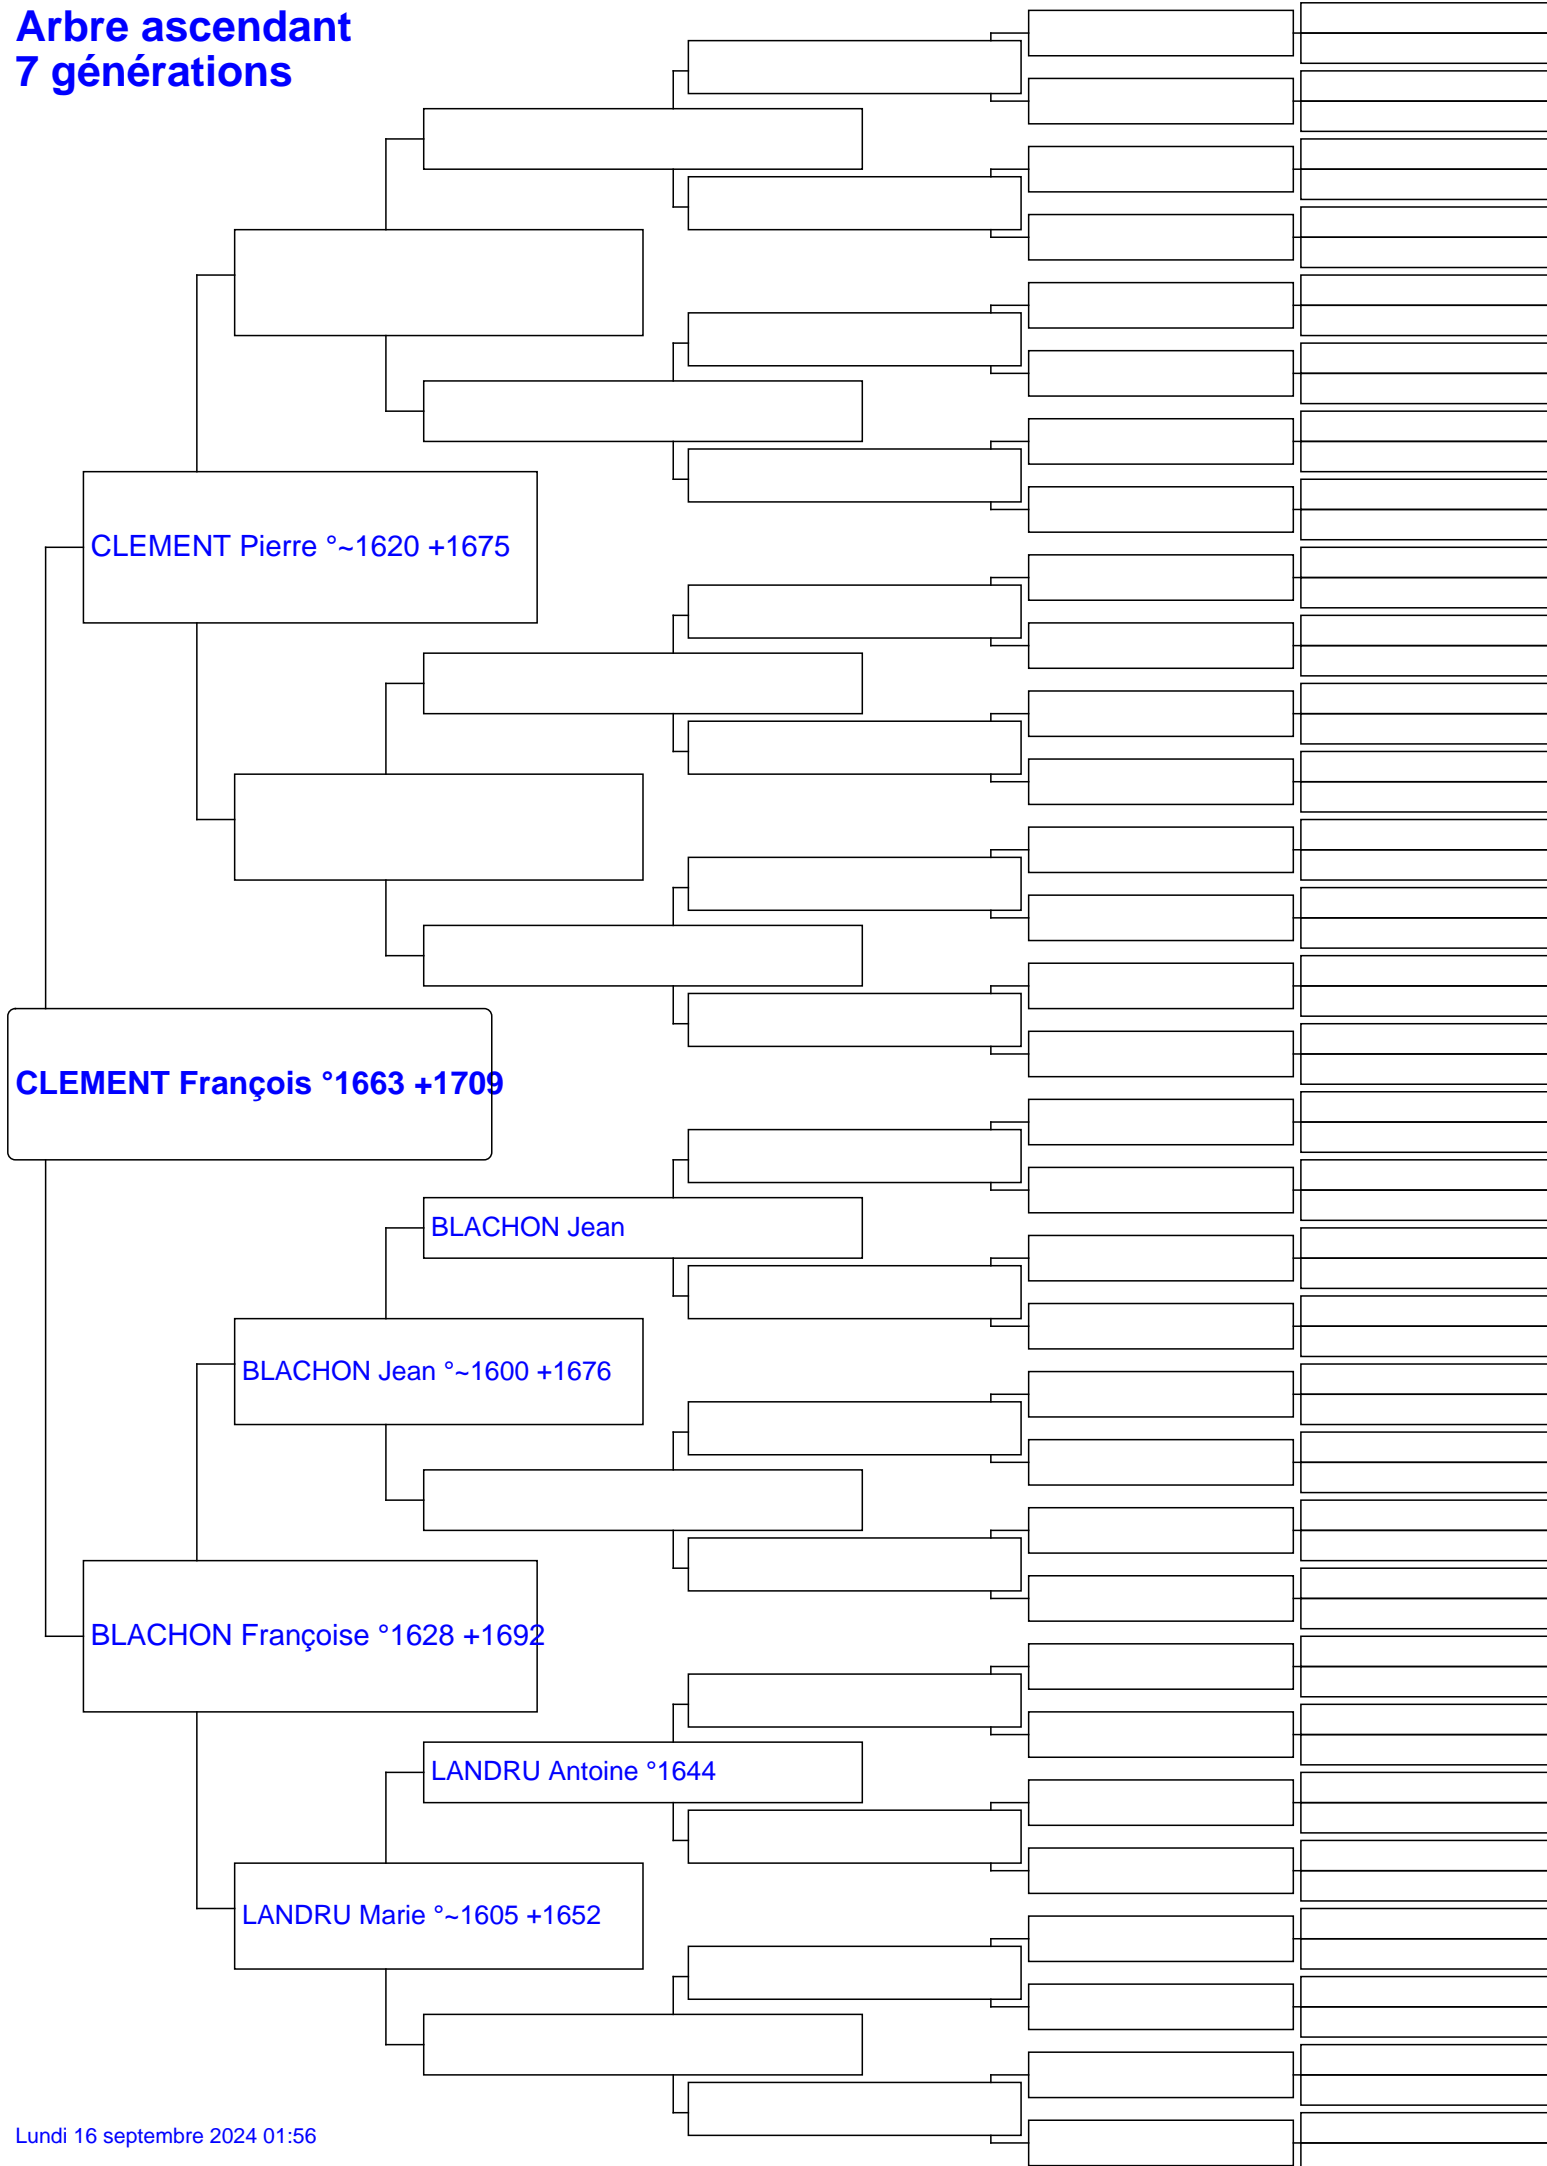 Arbre ascendant
7 générations
CLEMENT Pierre °~1620 +1675
CLEMENT François °1663 +1709
BLACHON Jean
BLACHON Jean °~1600 +1676
BLACHON Françoise °1628 +1692
LANDRU Antoine °1644
LANDRU Marie °~1605 +1652
Lundi 16 septembre 2024 01:56